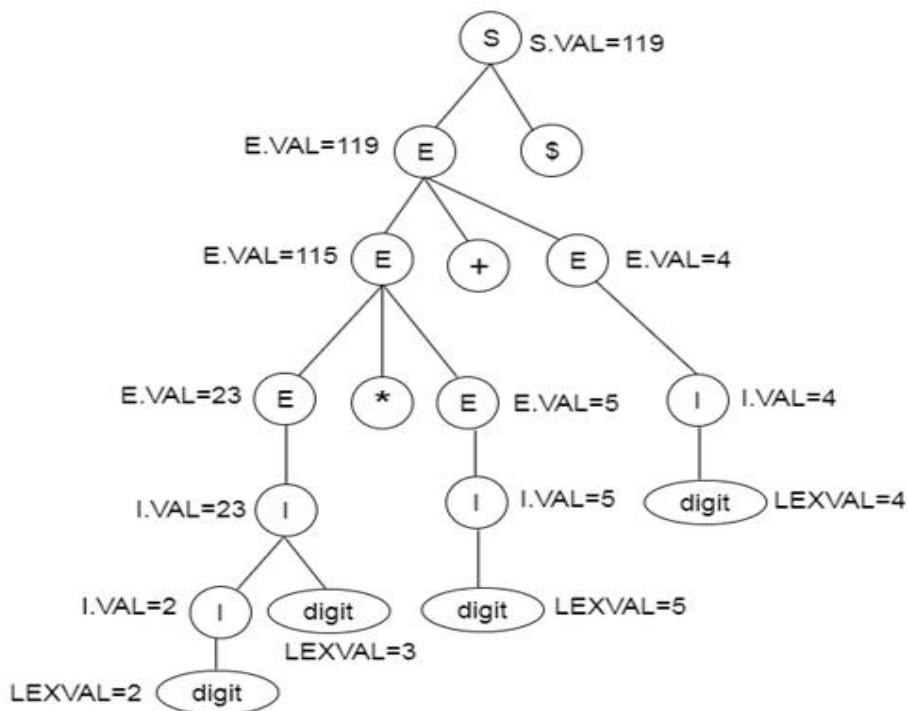 S S.VAL=119
E.VAL=119 E $
E.VAL=115 E + E E.VAL=4
E.VAL=23 E * E E.VAL=5 I I.VAL=4
I.VAL=23 I I I.VAL=5 digit LEXVAL=4
I.VAL=2 I digit digit LEXVAL=5
LEXVAL=3
LEXVAL=2 digit